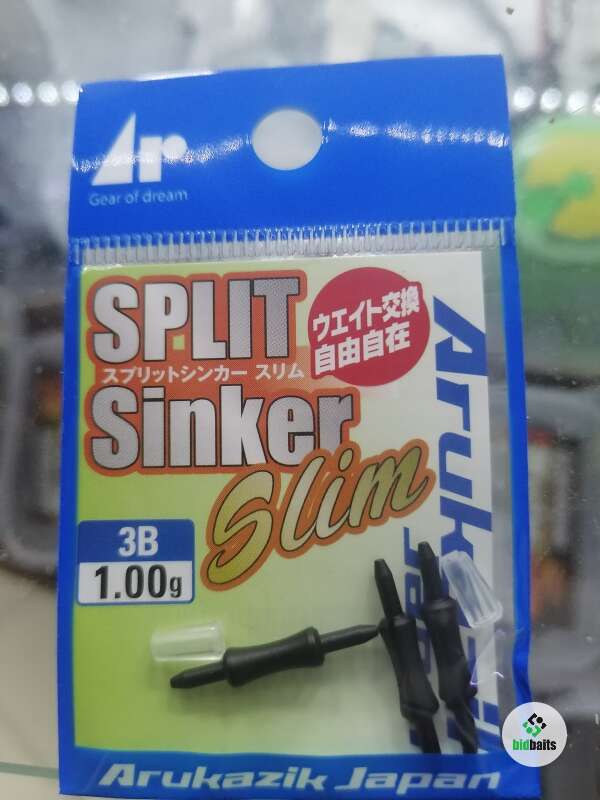 Ar
Gear of dream
SPLIT
スプリットシンカー スリム
Sinker
Slim
ウエイト交換
自由自在
3B
1.00g
Arukazik Japan
bidbaits